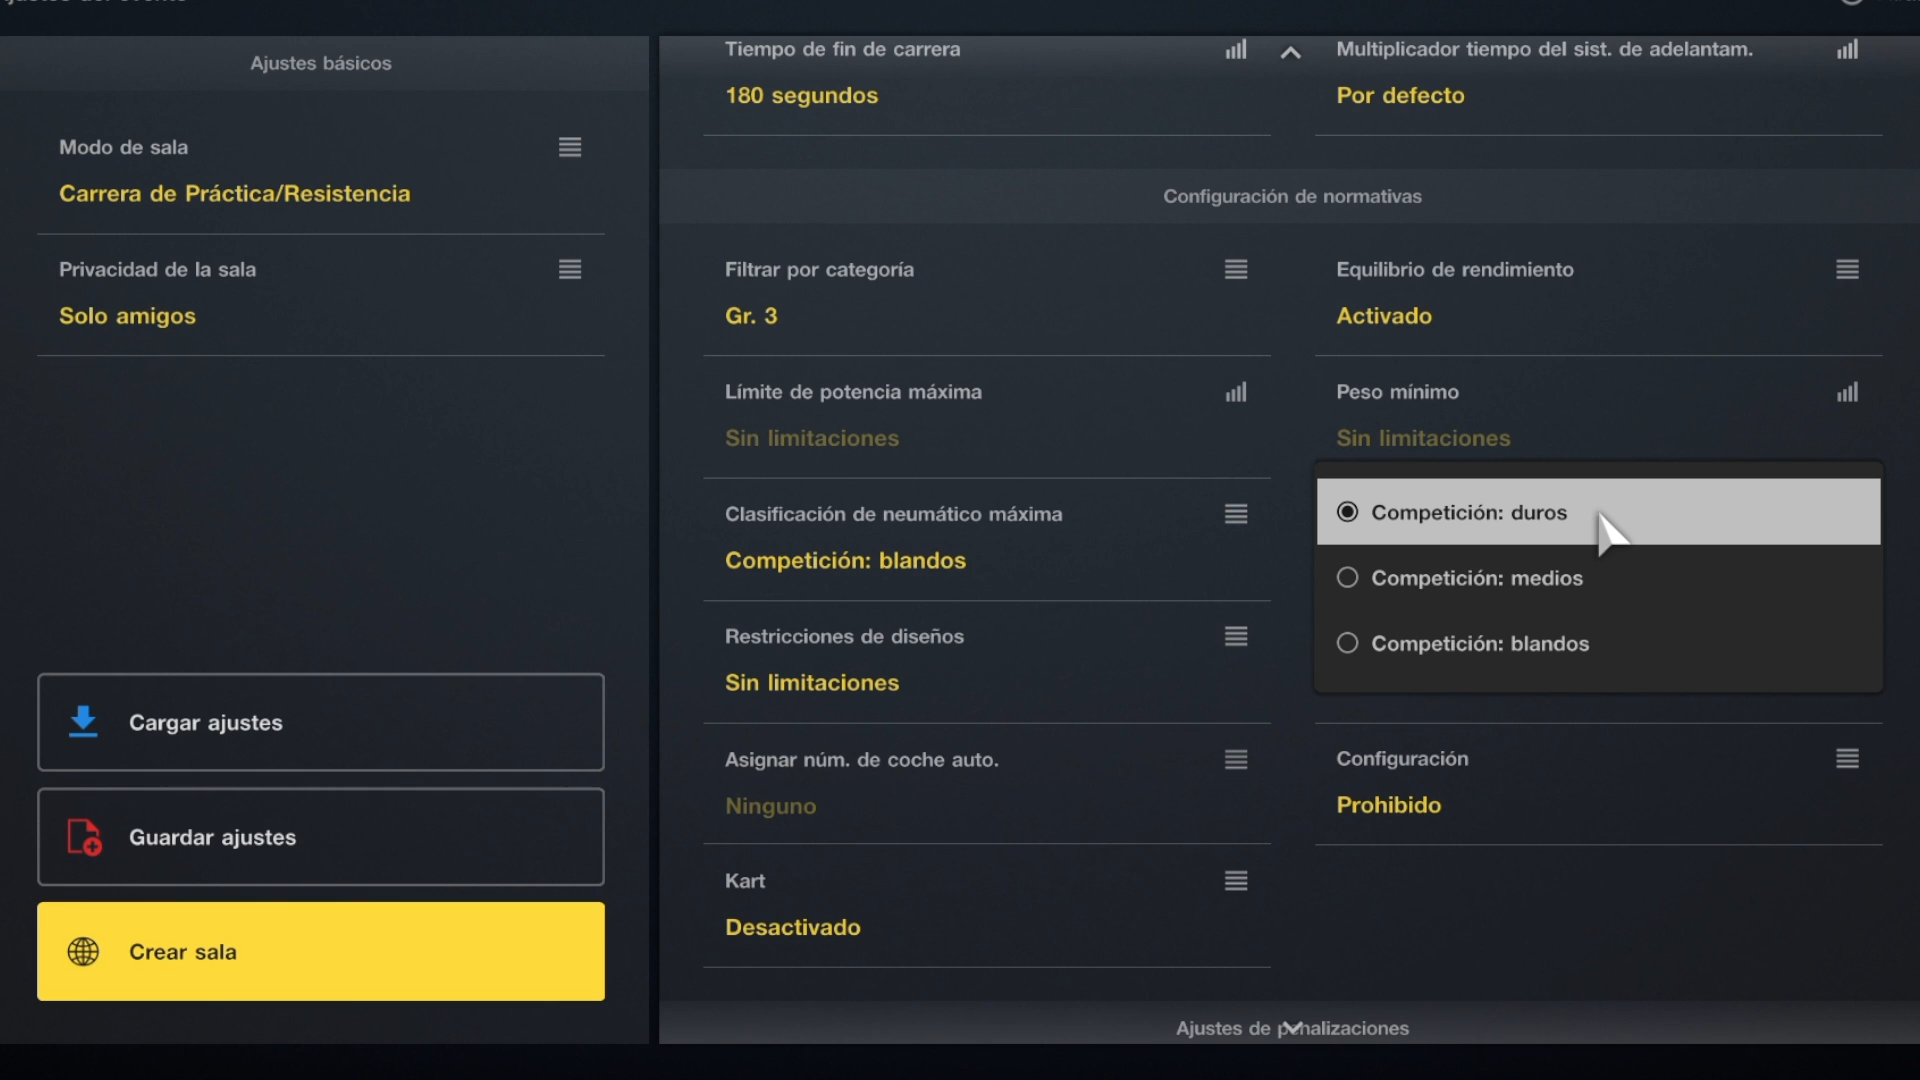 Ajustes básicos
Modo de sala
Carrera de Práctica/Resistencia
Privacidad de la sala
Solo amigos
Cargar ajustes
Guardar ajustes
Crear sala
Tiempo de fin de carrera
180 segundos
Multiplicador tiempo del sist. de adelantam.
Por defecto
Configuración de normativas
Filtrar por categoría
Gr. 3
Equilibrio de rendimiento
Activado
Límite de potencia máxima
Sin limitaciones
Peso mínimo
Sin limitaciones
Clasificación de neumático máxima
Competición: blandos
Competición: duros
Competición: medios
Competición: blandos
Restricciones de diseños
Sin limitaciones
Asignar núm. de coche auto.
Ninguno
Configuración
Prohibido
Kart
Desactivado
Ajustes de penalizaciones